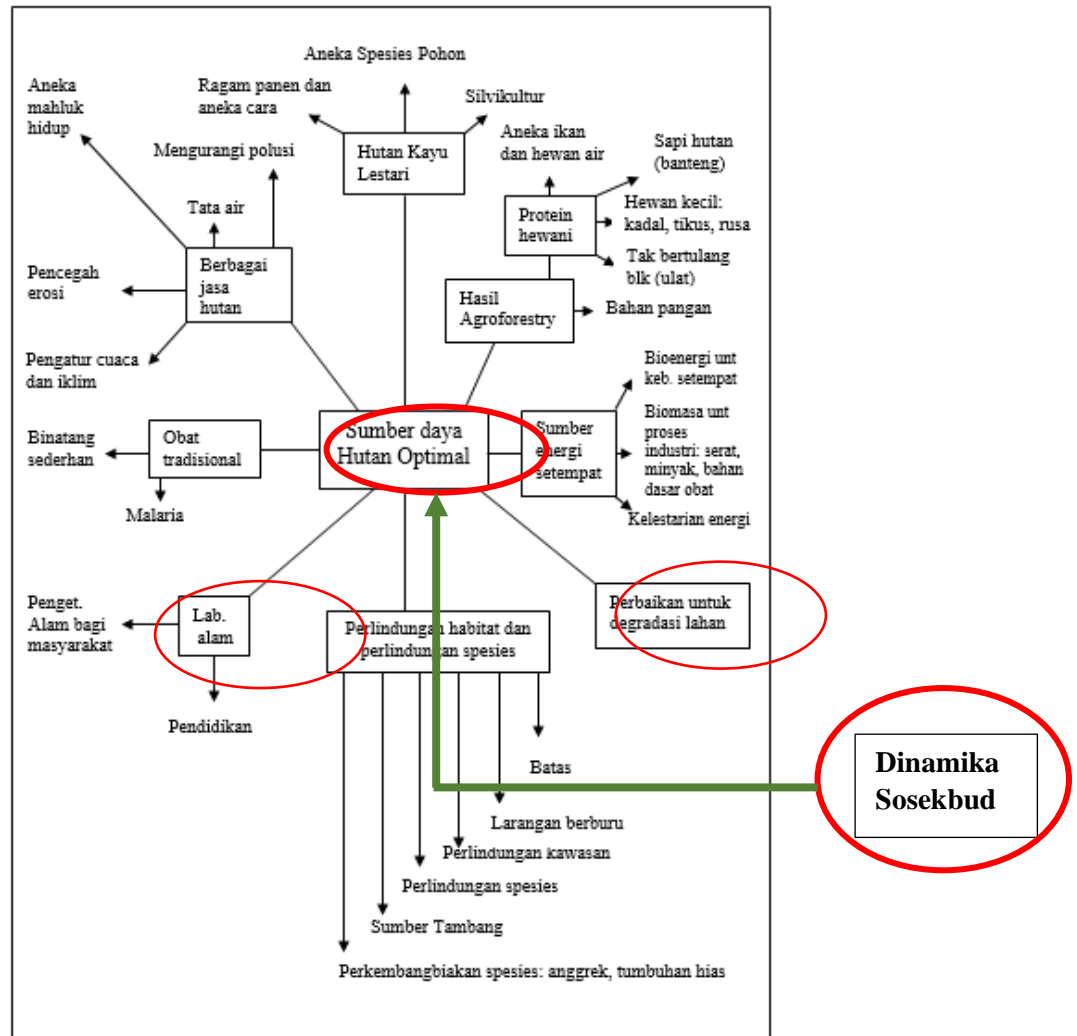 Aneka Spesies Pohon
Aneka
mahluk
hidup
Ragam panen dan
aneka cara
Silvikultur
Mengurangi polusi
Hutan Kayu
Lestari
Aneka ikan
dan hewan air
Sapi hutan
(banteng)
Tata air
Protein
hewani
Hewan kecil:
kadal, tikus, rusa
Berbagai
jasa
hutan
Tak bertulang
blk (ulat)
Pencegah
erosi
Hasil
Agroforestry
Bahan pangan
Pengatur cuaca
dan iklim
Bioenergi unt
keb. setempat
Binatang
sederhan
Obat
tradisional
Sumber daya
Hutan Optimal
Sumber
energi
setempat
Biomasa unt
proses
industri: serat,
minyak, bahan
dasar obat
Malaria
Kelestarian energi
Penget.
Alam bagi
masyarakat
Lab.
alam
Perlindungan habitat dan
perlindungan spesies
Perbaikan untuk
degradasi lahan
Pendidikan
Batas
Dinamika
Sosekbud
Larangan berburu
Perlindungan kawasan
Perlindungan spesies
Sumber Tambang
Perkembangbiakan spesies: anggrek, tumbuhan hias